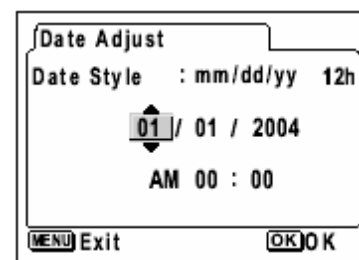 Date Adjust
Date Style : mm/dd/yy 12h
01 / 01 / 2004
AM 00 : 00
MENU Exit OK OK